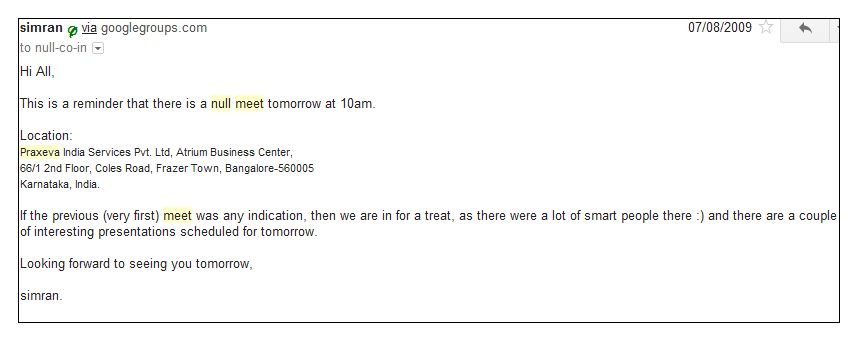 simran via googlegroups.com 07/08/2009
to null-co-in
Hi All,
This is a reminder that there is a null meet tomorrow at 10am.
Location:
Praxeva India Services Pvt. Ltd, Atrium Business Center,
66/1 2nd Floor, Coles Road, Frazer Town, Bangalore-560005
Karnataka, India.
If the previous (very first) meet was any indication, then we are in for a treat, as there were a lot of smart people there :) and there are a couple
of interesting presentations scheduled for tomorrow.
Looking forward to seeing you tomorrow,
simran.